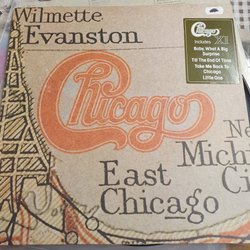 Wilmette
Evanston
Chicago
Includes XI
Baby, What A Big
Surprise
Till The End Of Time
Take Me Back To
Chicago
Little One
Chicago
N
Michi
Ci
East
Chicago